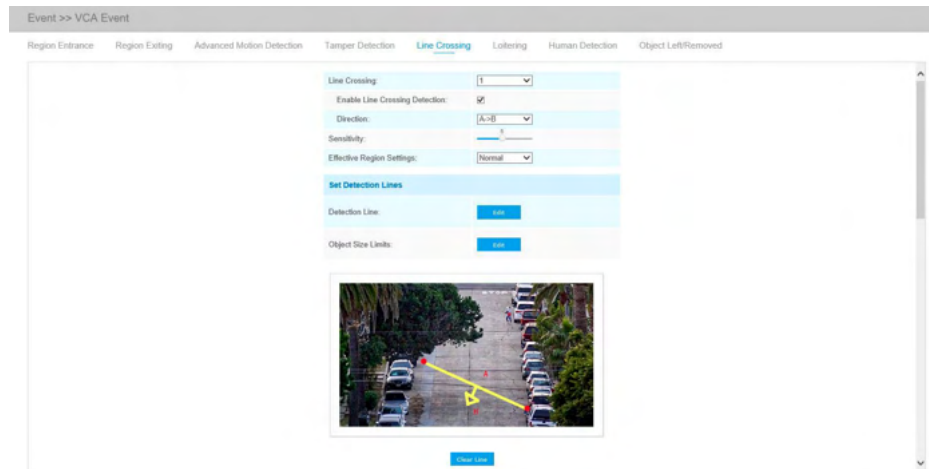 Event >> VCA Event
Region Entrance Region Exiting Advanced Motion Detection Tamper Detection Line Crossing Loitering Human Detection Object Left/Removed
Line Crossing: 1
Enable Line Crossing Detection:
Direction: A->B
Sensitivity:
Effective Region Settings: Normal
Set Detection Lines
Detection Line: Edit
Object Size Limits: Edit
A
B
Clear Line